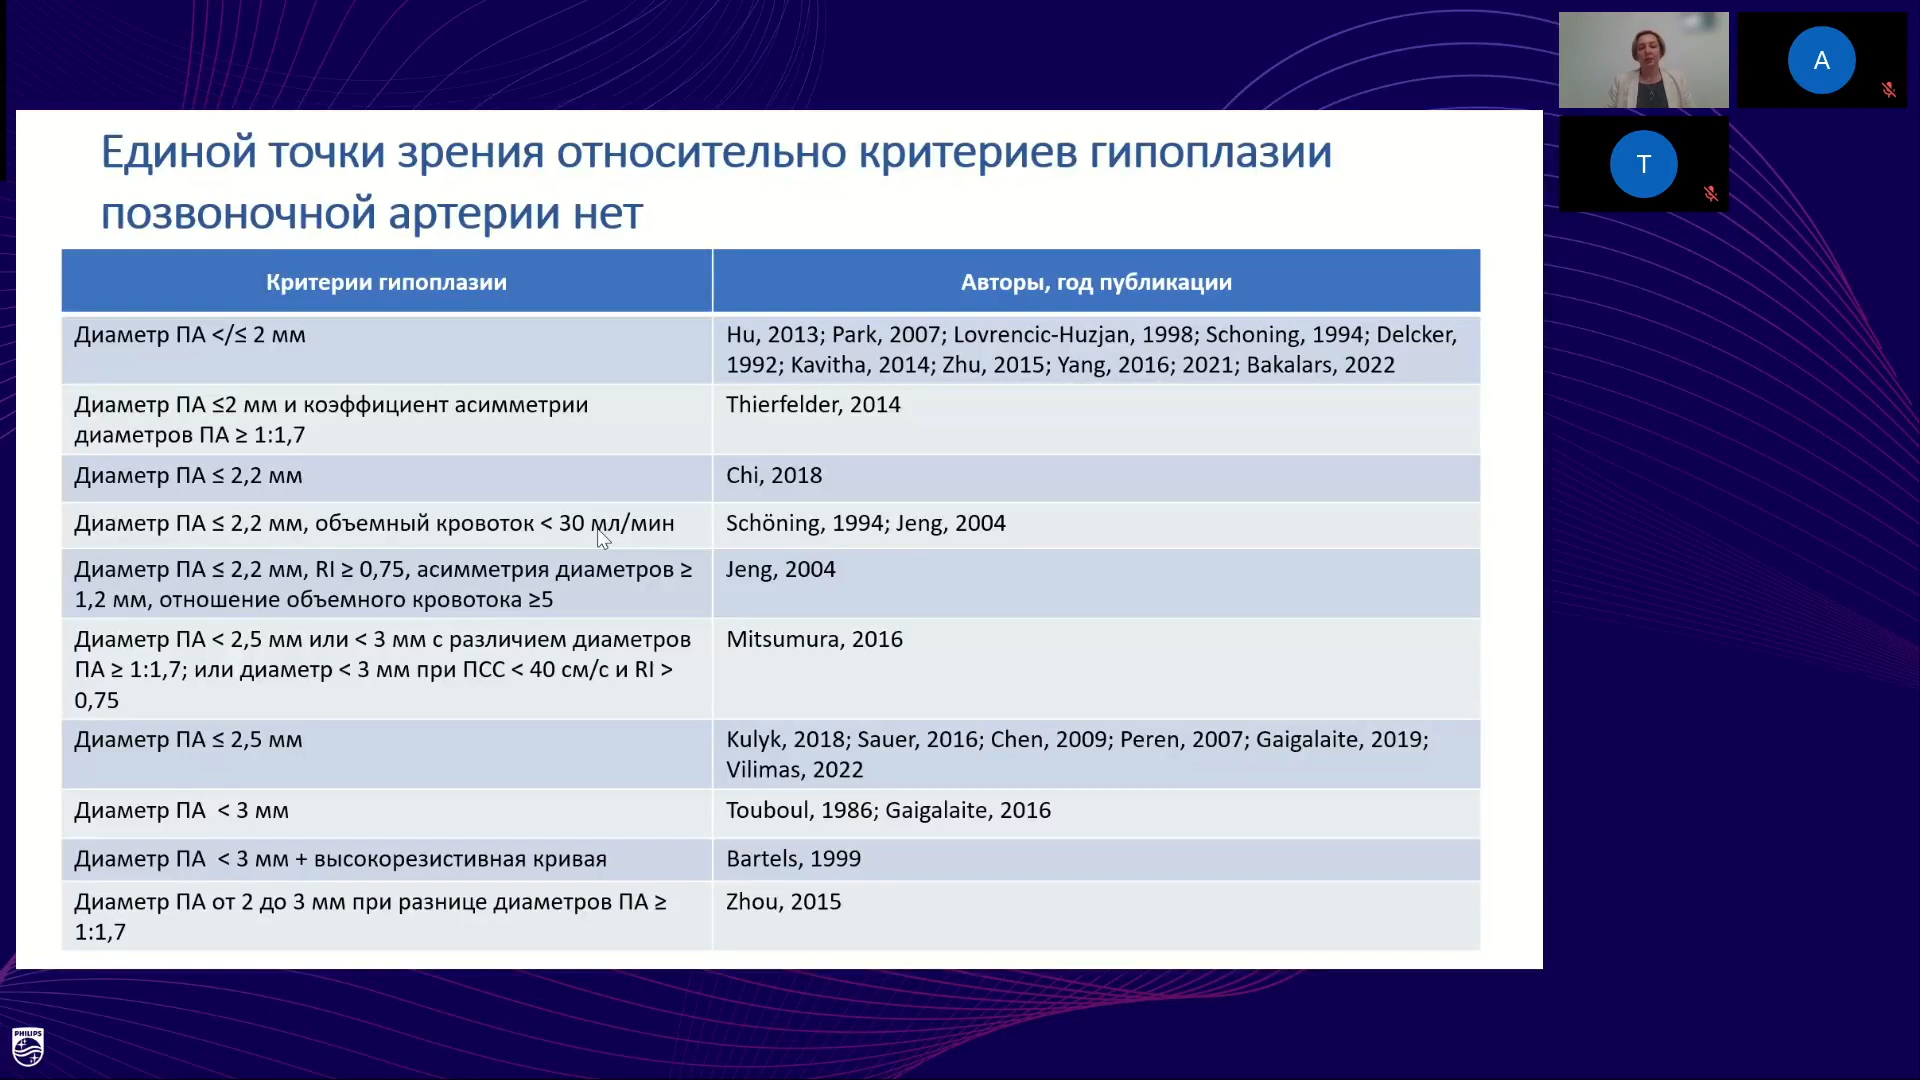 Единой точки зрения относительно критериев гипоплазии
позвоночной артерии нет
Критерии гипоплазии
Авторы, год публикации
Диаметр ПА </≤ 2 мм
Hu, 2013; Park, 2007; Lovrencic-Huzjan, 1998; Schoning, 1994; Delcker,
1992; Kavitha, 2014; Zhu, 2015; Yang, 2016; 2021; Bakalars, 2022
Диаметр ПА ≤2 мм и коэффициент асимметрии
диаметров ПА ≥ 1:1,7
Thierfelder, 2014
Диаметр ПА ≤ 2,2 мм
Chi, 2018
Диаметр ПА ≤ 2,2 мм, объемный кровоток < 30 мл/мин
Schöning, 1994; Jeng, 2004
Диаметр ПА ≤ 2,2 мм, RI ≥ 0,75, асимметрия диаметров ≥
1,2 мм, отношение объемного кровотока ≥5
Jeng, 2004
Диаметр ПА < 2,5 мм или < 3 мм с различием диаметров
ПА ≥ 1:1,7; или диаметр < 3 мм при ПСС < 40 см/с и RI >
0,75
Mitsumura, 2016
Диаметр ПА ≤ 2,5 мм
Kulyk, 2018; Sauer, 2016; Chen, 2009; Peren, 2007; Gaigalaite, 2019;
Vilimas, 2022
Диаметр ПА < 3 мм
Touboul, 1986; Gaigalaite, 2016
Диаметр ПА < 3 мм + высокорезистивная кривая
Bartels, 1999
Диаметр ПА от 2 до 3 мм при разнице диаметров ПА ≥
1:1,7
Zhou, 2015
A
T
PHILIPS